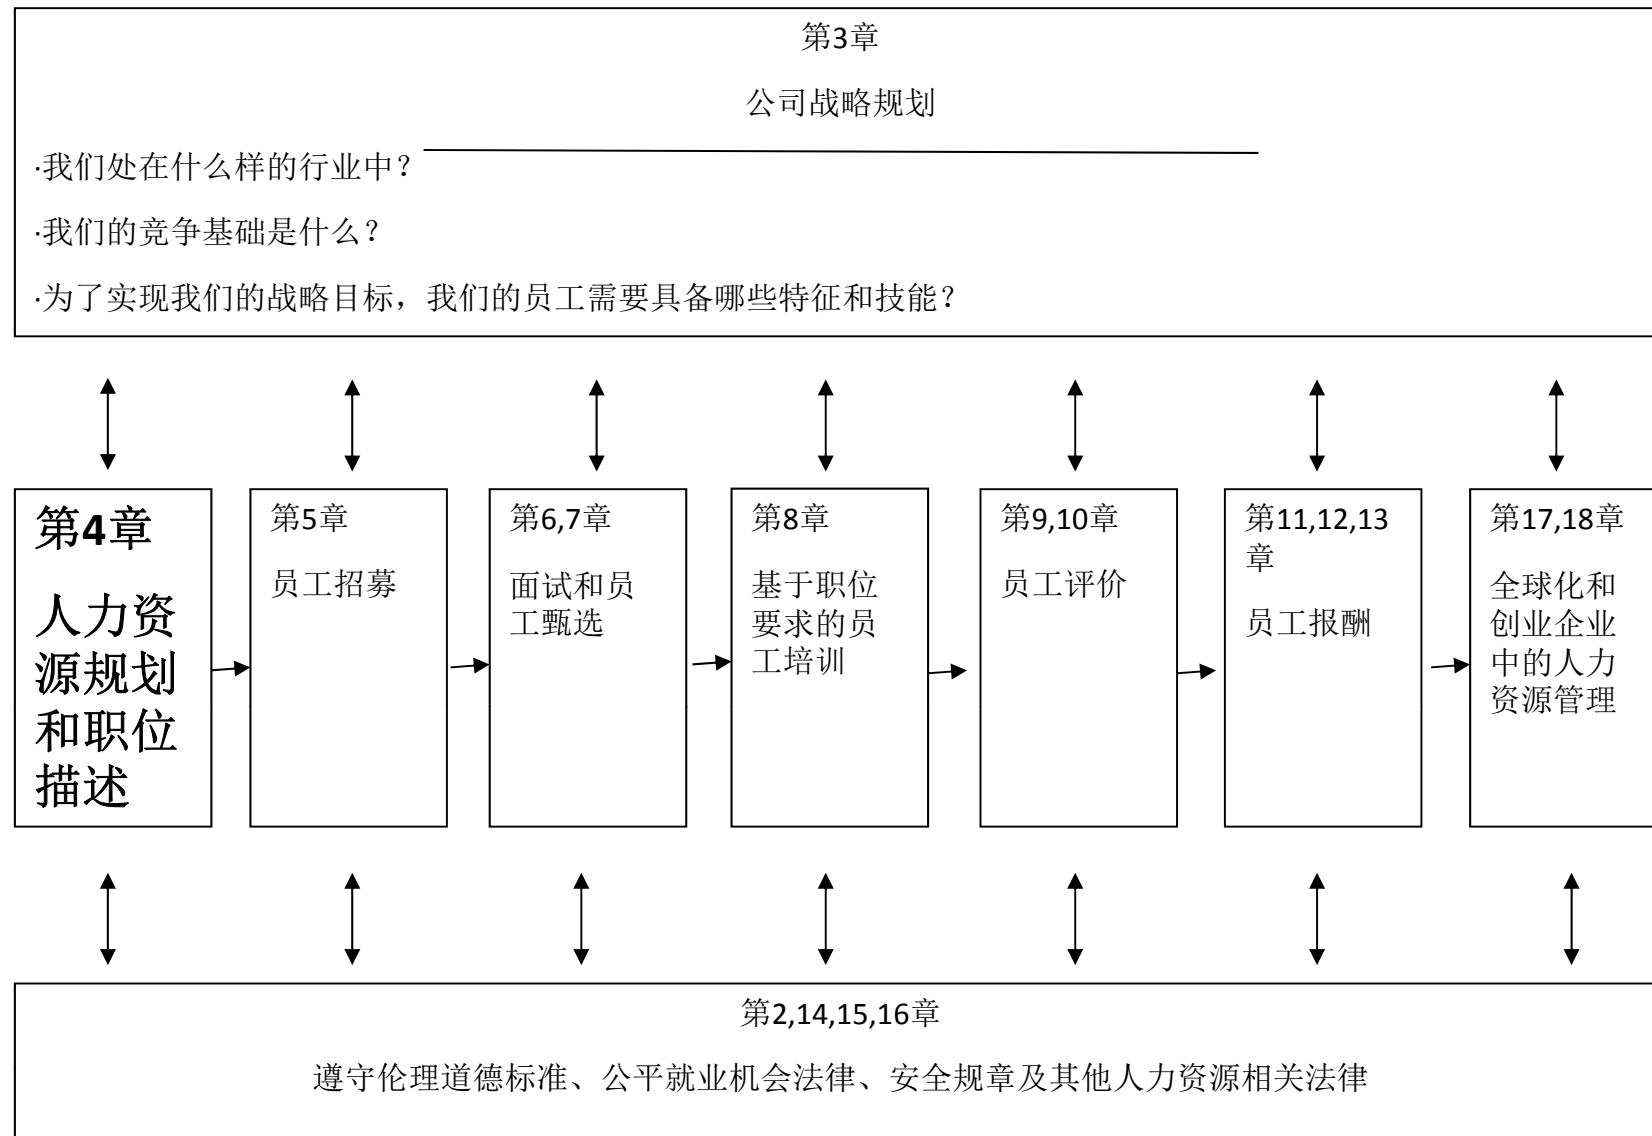 第3章
公司战略规划
·我们处在什么样的行业中？
·我们的竞争基础是什么？
·为了实现我们的战略目标，我们的员工需要具备哪些特征和技能？
第4章
人力资
源规划
和职位
描述
第5章
员工招募
第6,7章
面试和员
工甄选
第8章
基于职位
要求的员
工培训
第9,10章
员工评价
第11,12,13
章
员工报酬
第17,18章
全球化和
创业企业
中的人力
资源管理
第2,14,15,16章
遵守伦理道德标准、公平就业机会法律、安全规章及其他人力资源相关法律